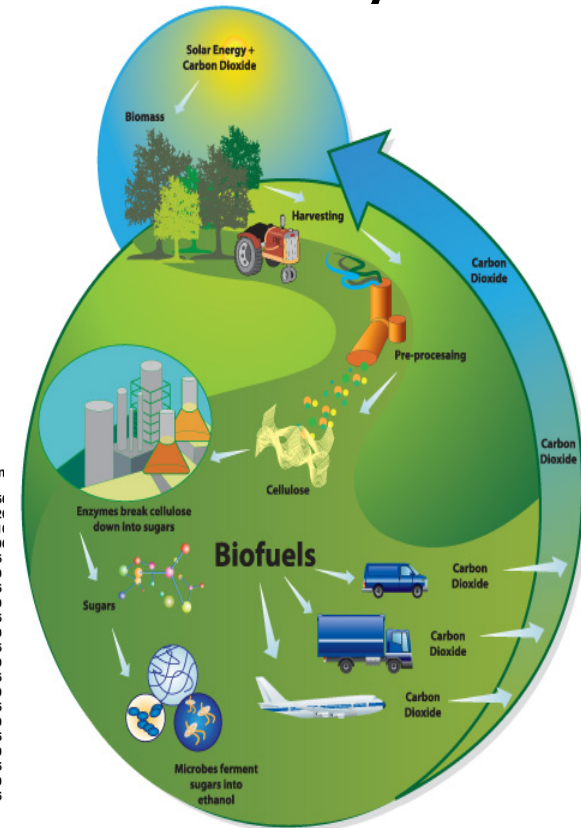 Solar Energy +
Carbon Dioxide
Biomass
Harvesting
Carbon
Dioxide
Pre-procesaing
Carbon
Dioxide
Cellulose
Enzymes break cellulose
down into sugars
Biofuels
Carbon
Dioxide
Sugars
Carbon
Dioxide
Carbon
Dioxide
Microbes ferment
sugars into
ethanol